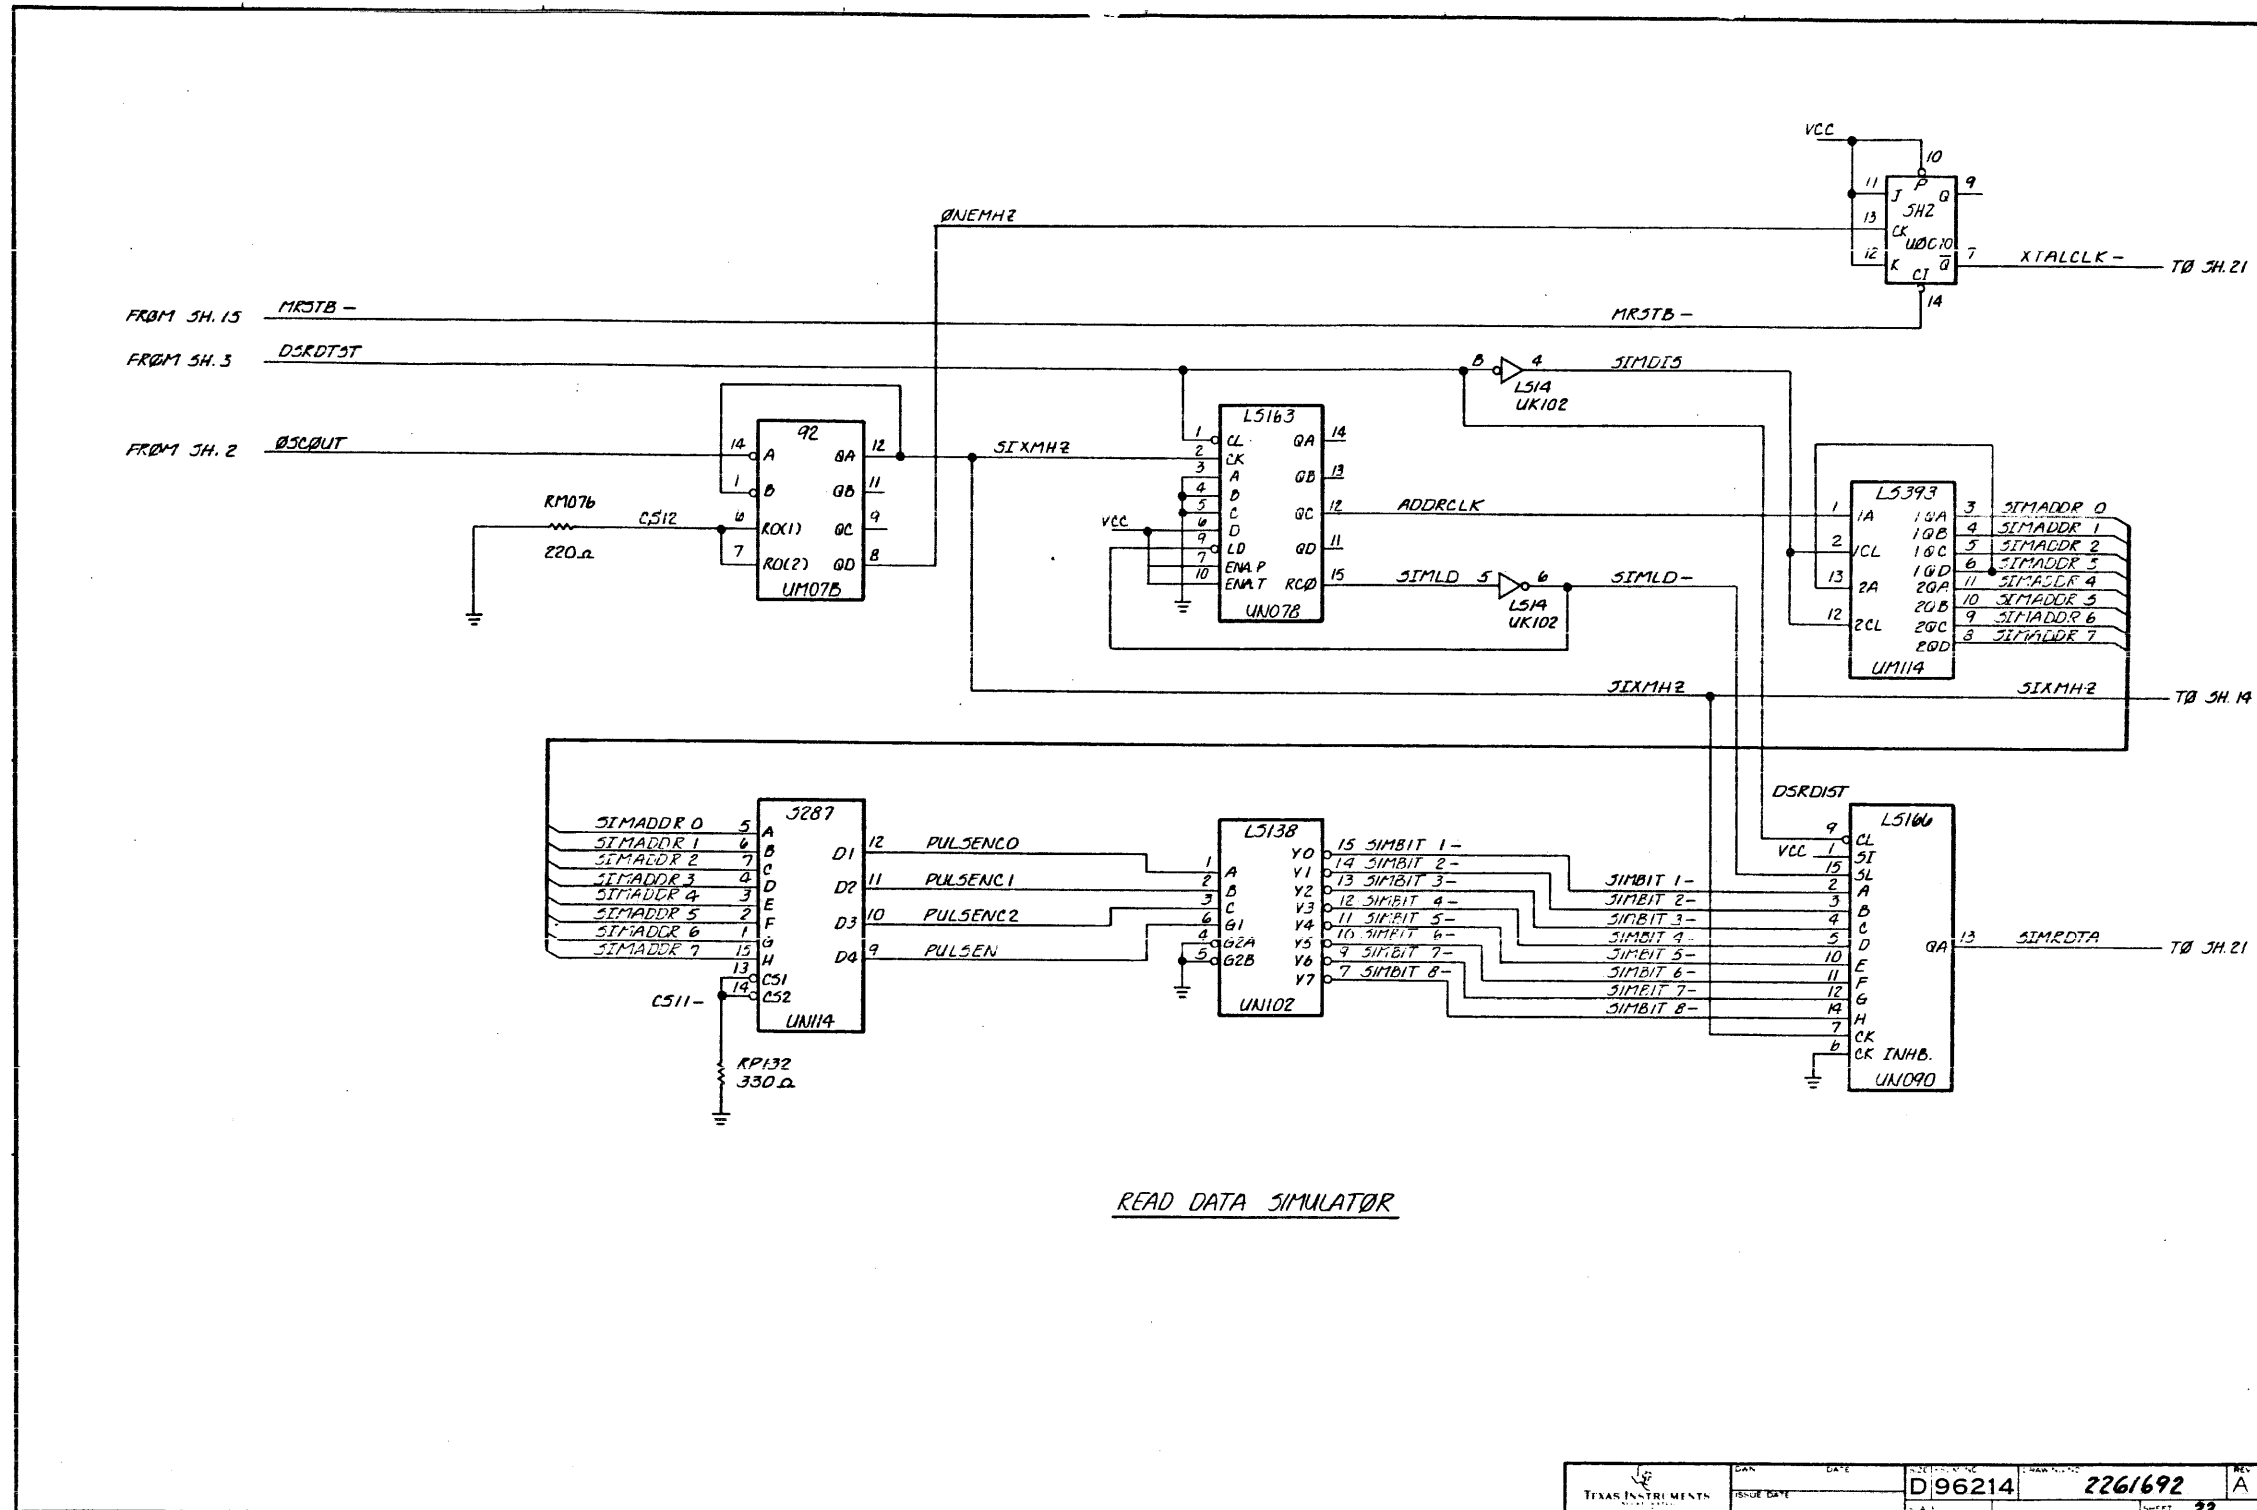 VCC
10
11 J P Q 9
SH2
13 CK
UØC10
12 K Q 7 XTALCLK - TØ SH. 21
CI
14
ØNEMHZ
FRØM SH. 15 MRSTB - MRSTB -
FRØM SH. 3 DSRDTST
B 4 SIMDIS
LS14
UK102
FRØM SH. 2 ØSCØUT
92
14 A QA 12 SIXMHZ
1 B QB 11
6 RO(1) QC 9
7 RO(2) QD 8
UM07B
RM076
220Ω
CS12
LS163
1 CL QA 14
2 CK
3 A QB 13
4 B
5 C QC 12 ADDRCLK
VCC 6 D
9 LD QD 11
7 ENA.P
10 ENA.T RCØ 15 SIMLD 5 6 SIMLD-
UN078
LS14
UK102
LS393
1 1A 1QA 3 SIMADDR 0
1QB 4 SIMADDR 1
2 1CL 1QC 5 SIMADDR 2
1QD 6 SIMADDR 3
13 2A 2QA 11 SIMADDR 4
2QB 10 SIMADDR 5
12 2CL 2QC 9 SIMADDR 6
2QD 8 SIMADDR 7
UM114
SIXMHZ SIXMHZ TØ SH. 14
S287
SIMADDR 0 5 A
SIMADDR 1 6 B
SIMADDR 2 7 C
SIMADDR 3 4 D
SIMADDR 4 3 E
SIMADDR 5 2 F
SIMADDR 6 1 G
SIMADDR 7 15 H
13 CS1
CS11- 14 CS2
UN114
D1 12 PULSENC0
D2 11 PULSENC1
D3 10 PULSENC2
D4 9 PULSEN
RP132
330Ω
LS138
1 A
2 B
3 C
6 G1
4 G2A
5 G2B
UN102
Y0 15 SIMBIT 1-
Y1 14 SIMBIT 2-
Y2 13 SIMBIT 3-
Y3 12 SIMBIT 4-
Y4 11 SIMBIT 5-
Y5 10 SIMBIT 6-
Y6 9 SIMBIT 7-
Y7 7 SIMBIT 8-
DSRDIST
LS166
9 CL
VCC 1 SI
15 SL
SIMBIT 1- 2 A
SIMBIT 2- 3 B
SIMBIT 3- 4 C
SIMBIT 4- 5 D
SIMBIT 5- 10 E
SIMBIT 6- 11 F
SIMBIT 7- 12 G
SIMBIT 8- 14 H
7 CK
6 CK INHB.
UN090
QA 13 SIMRDTA TØ SH. 21
READ DATA SIMULATØR
TEXAS INSTRUMENTS
DWN DATE
ISSUE DATE
D 96214 2261692 REV A
SHEET 22